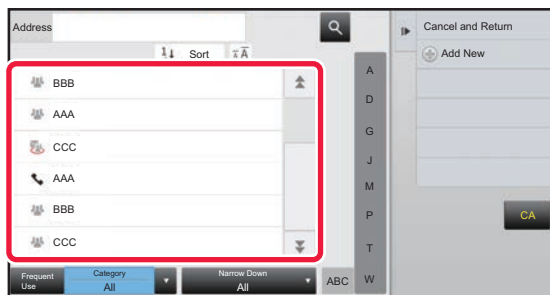 Address
Sort
Cancel and Return
Add New
BBB
AAA
CCC
AAA
BBB
CCC
A
D
G
J
M
P
T
W
CA
Frequent
Use
Category
All
Narrow Down
All
ABC